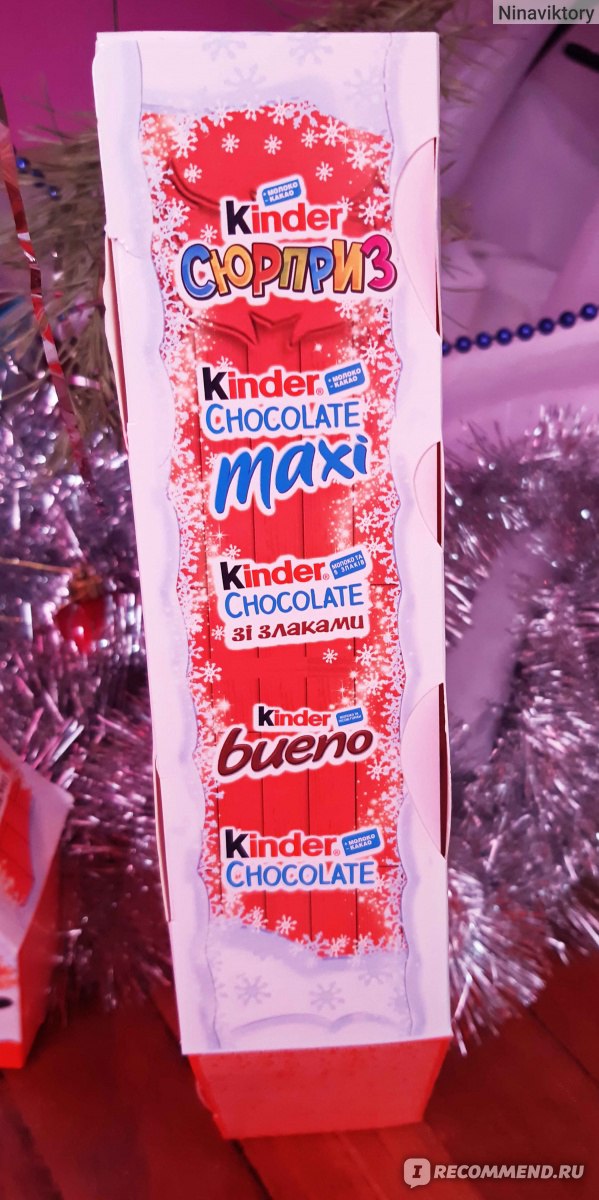 Ninaviktory
+ МОЛОКО
- КАКАО
Kinder
СЮРПРИЗ
Kinder®
+ МОЛОКО
- КАКАО
CHOCOLATE
maxi
Kinder®
МОЛОКО ТА
5 ЗЛАКІВ
CHOCOLATE
зі злаками
Kinder
bueno
Kinder®
+ МОЛОКО
- КАКАО
CHOCOLATE
I RECOMMEND.RU